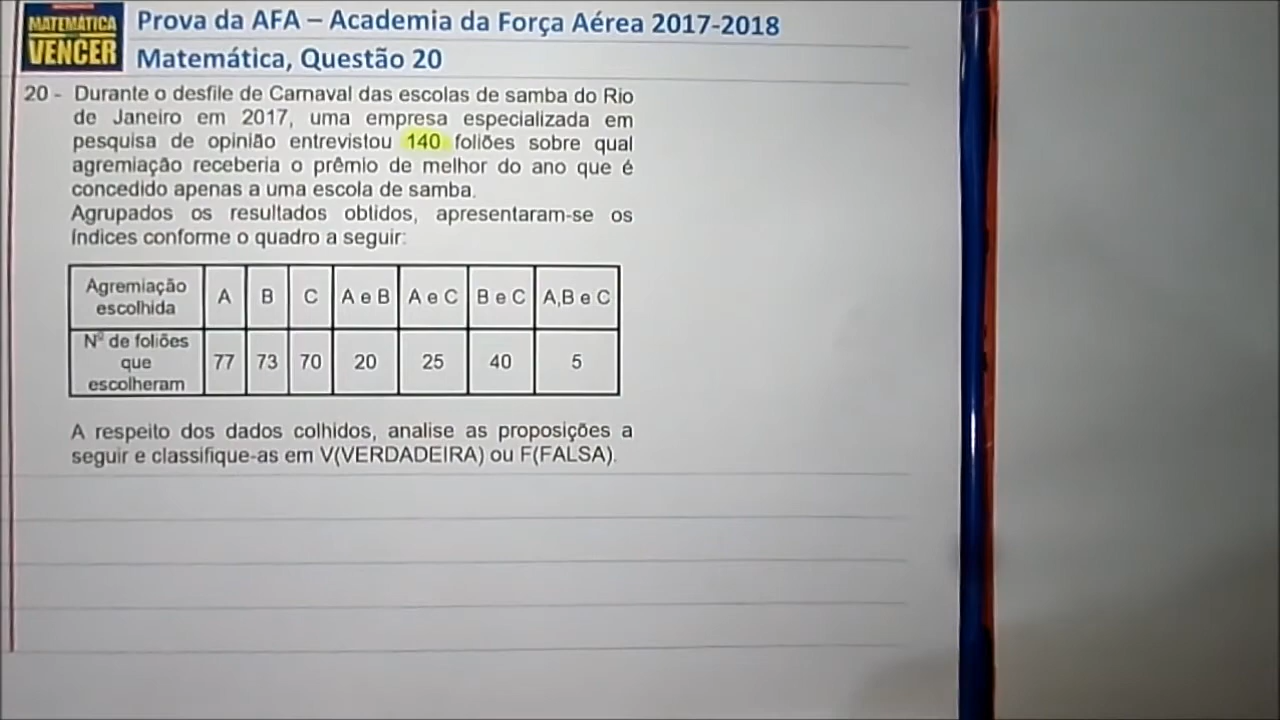 MATEMÁTICA
VENCER
Prova da AFA – Academia da Força Aérea 2017-2018
Matemática, Questão 20
20 - Durante o desfile de Carnaval das escolas de samba do Rio
de Janeiro em 2017, uma empresa especializada em
pesquisa de opinião entrevistou 140 foliões sobre qual
agremiação receberia o prêmio de melhor do ano que é
concedido apenas a uma escola de samba.
Agrupados os resultados obtidos, apresentaram-se os
índices conforme o quadro a seguir:
Agremiação escolhida A B C A e B A e C B e C A,B e C
Nº de foliões que escolheram 77 73 70 20 25 40 5
A respeito dos dados colhidos, analise as proposições a
seguir e classifique-as em V(VERDADEIRA) ou F(FALSA).